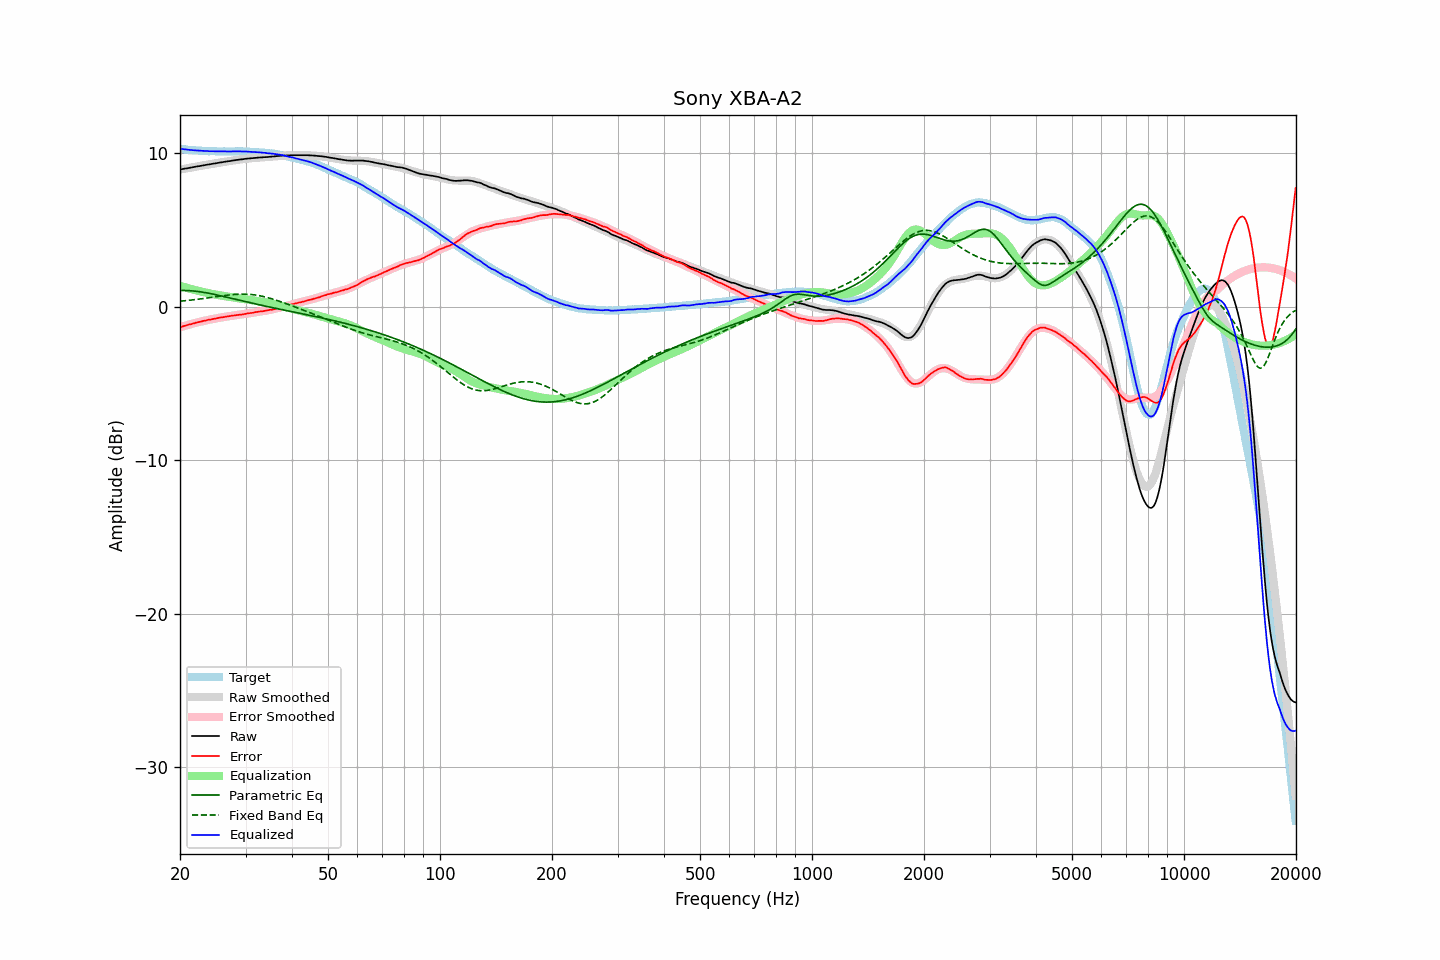 Sony XBA-A2
10
0
−10
−20
−30
Amplitude (dBr)
Target
Raw Smoothed
Error Smoothed
Raw
Error
Equalization
Parametric Eq
Fixed Band Eq
Equalized
20 50 100 200 500 1000 2000 5000 10000 20000
Frequency (Hz)